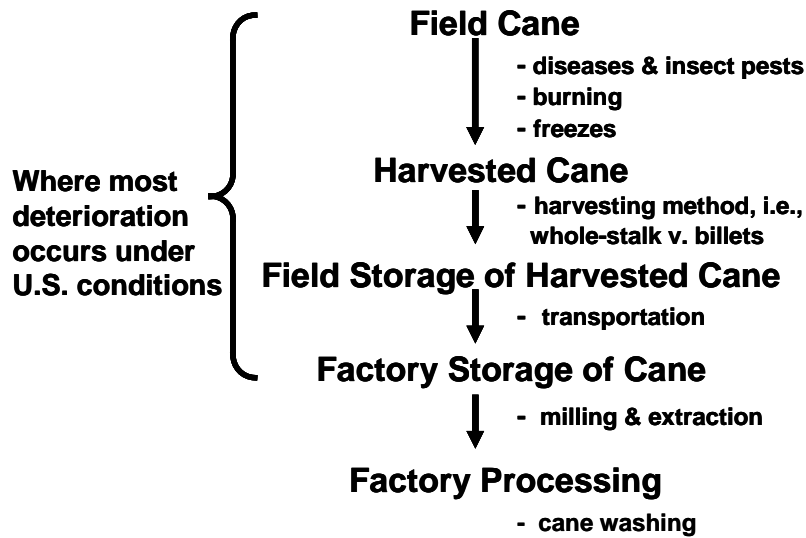 Field Cane
- diseases & insect pests
- burning
- freezes
Harvested Cane
- harvesting method, i.e.,
whole-stalk v. billets
Where most
deterioration
occurs under
U.S. conditions
Field Storage of Harvested Cane
- transportation
Factory Storage of Cane
- milling & extraction
Factory Processing
- cane washing